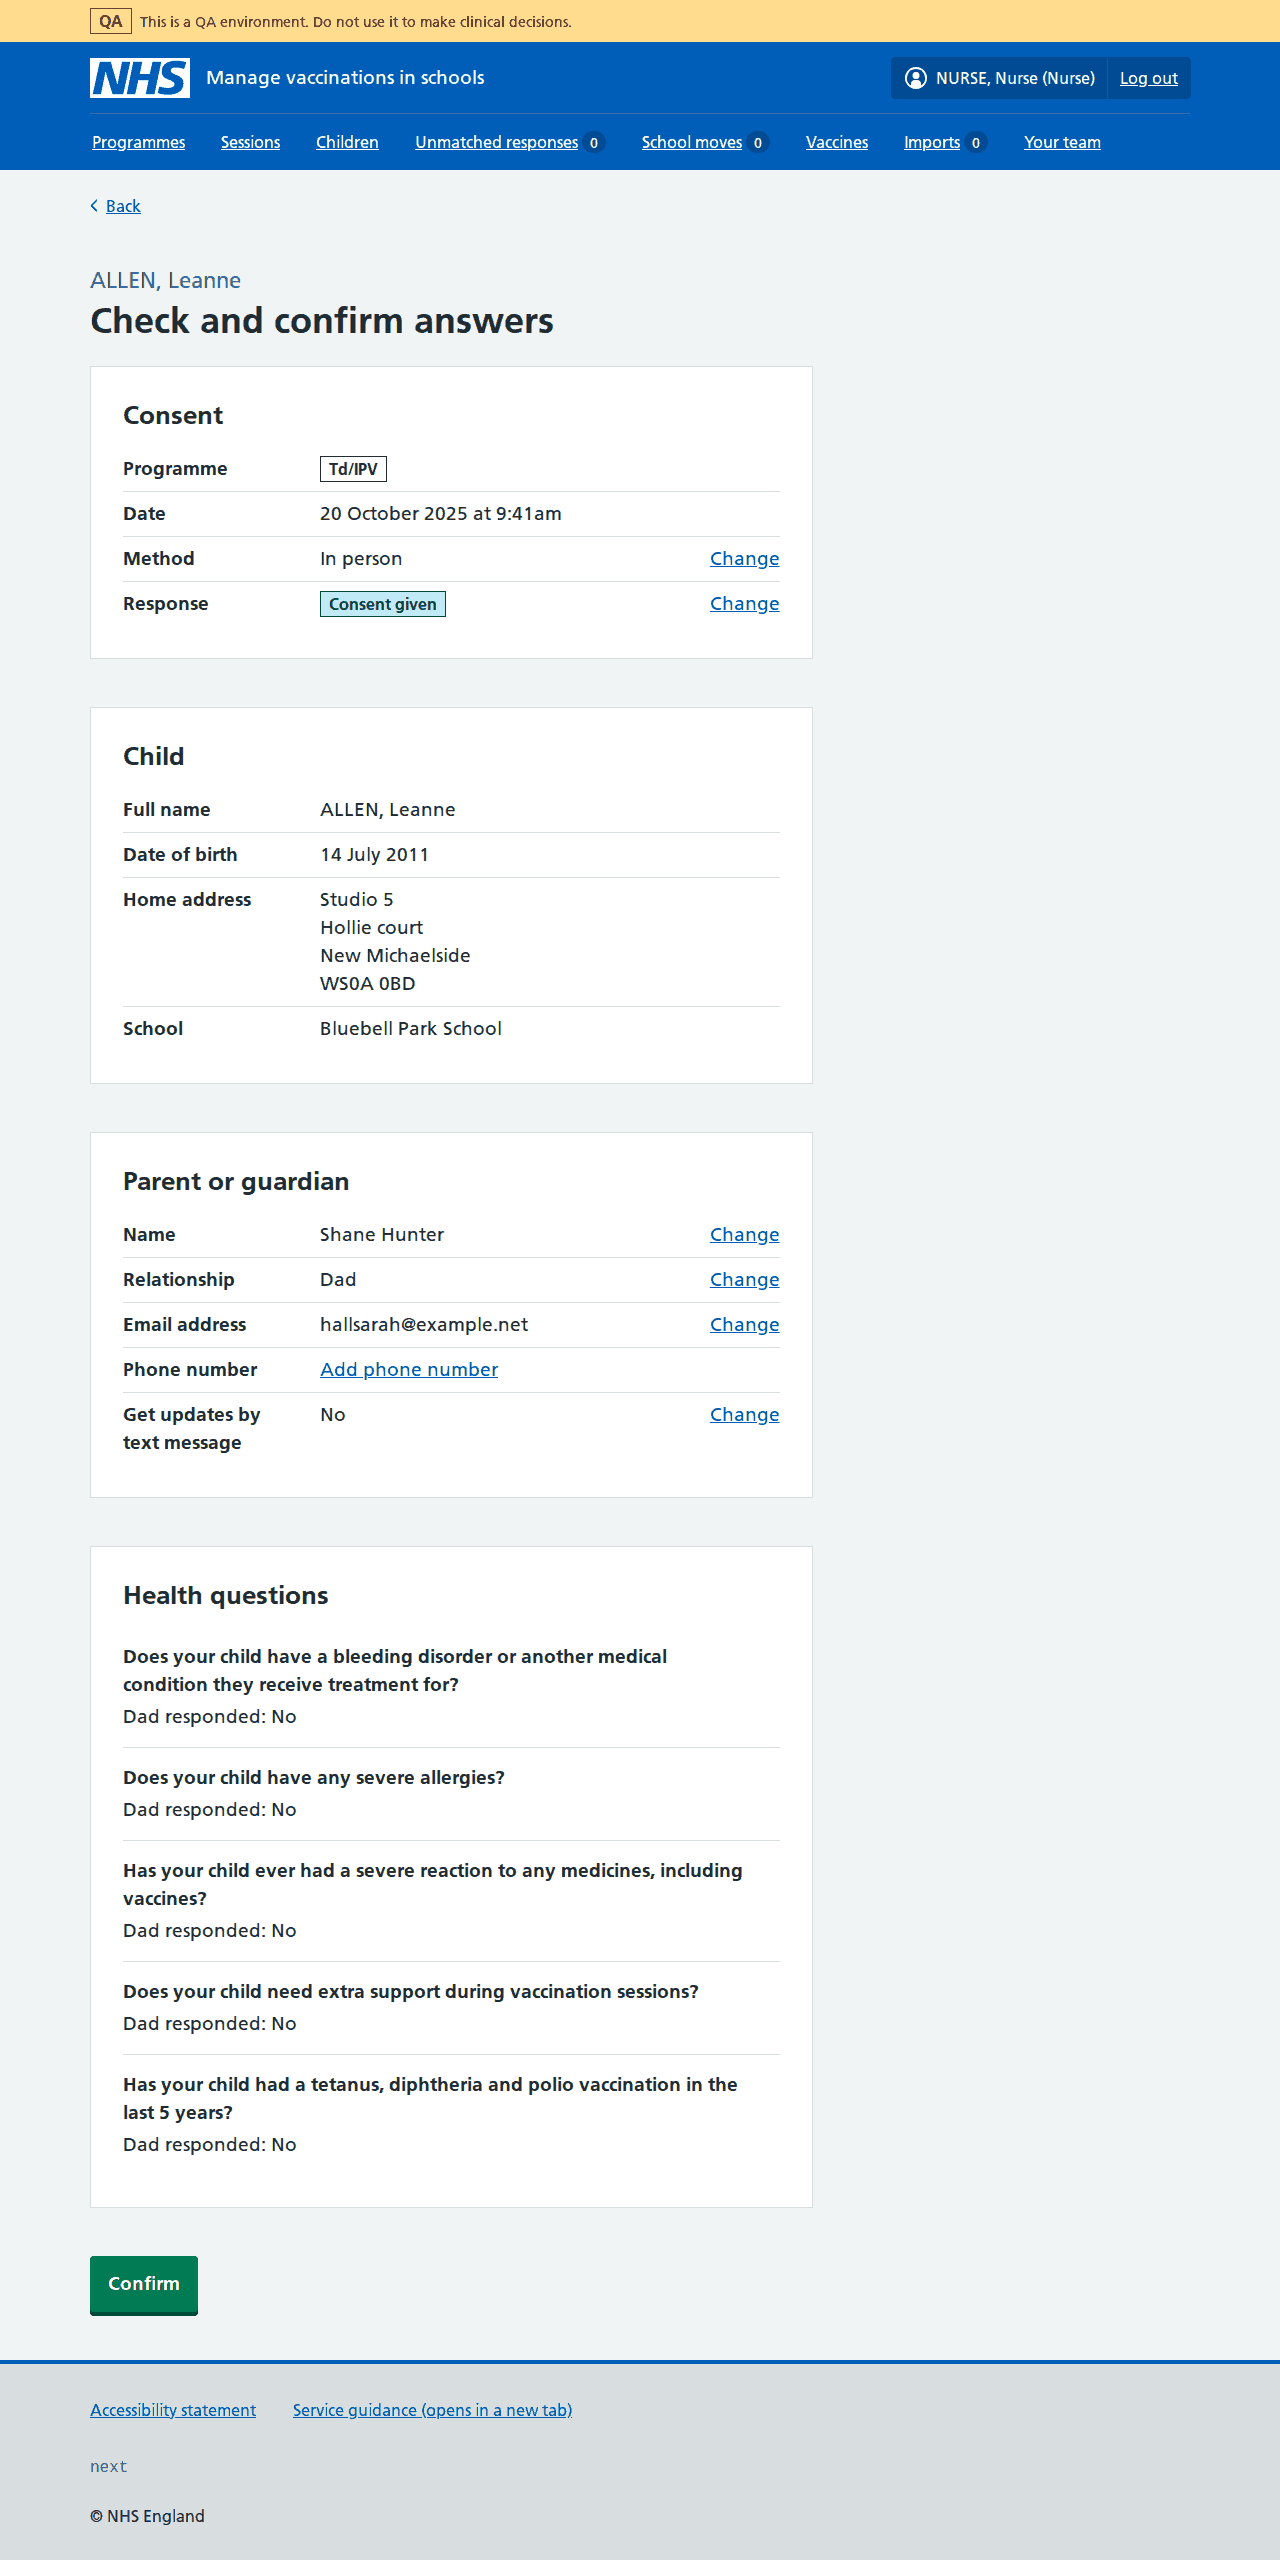 QA This is a QA environment. Do not use it to make clinical decisions.
NHS Manage vaccinations in schools NURSE, Nurse (Nurse) Log out
Programmes Sessions Children Unmatched responses 0 School moves 0 Vaccines Imports 0 Your team
Back
ALLEN, Leanne
Check and confirm answers
Consent
Programme Td/IPV
Date 20 October 2025 at 9:41am
Method In person Change
Response Consent given Change
Child
Full name ALLEN, Leanne
Date of birth 14 July 2011
Home address Studio 5
Hollie court
New Michaelside
WS0A 0BD
School Bluebell Park School
Parent or guardian
Name Shane Hunter Change
Relationship Dad Change
Email address hallsarah@example.net Change
Phone number Add phone number
Get updates by No Change
text message
Health questions
Does your child have a bleeding disorder or another medical
condition they receive treatment for?
Dad responded: No
Does your child have any severe allergies?
Dad responded: No
Has your child ever had a severe reaction to any medicines, including
vaccines?
Dad responded: No
Does your child need extra support during vaccination sessions?
Dad responded: No
Has your child had a tetanus, diphtheria and polio vaccination in the
last 5 years?
Dad responded: No
Confirm
Accessibility statement Service guidance (opens in a new tab)
next
© NHS England